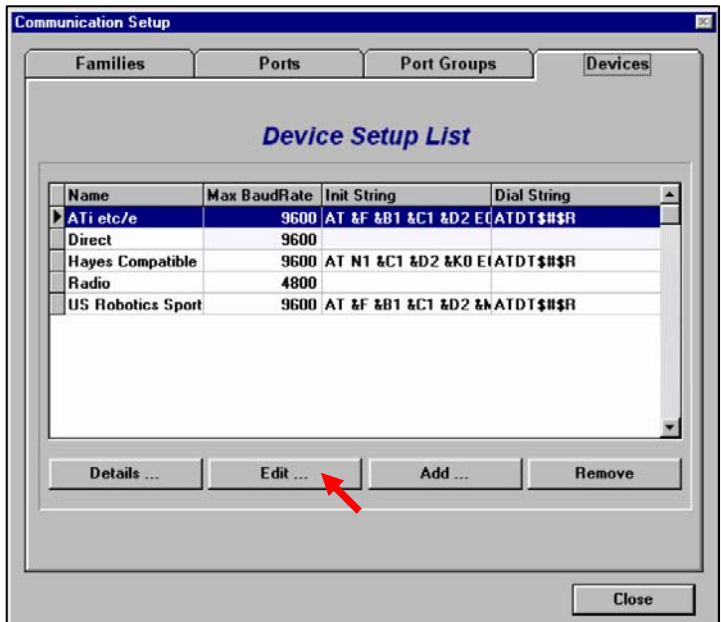 Communication Setup
Families Ports Port Groups Devices
Device Setup List
Name Max BaudRate Init String Dial String
ATi etc/e 9600 AT &F &B1 &C1 &D2 E( ATDT$#$R
Direct 9600
Hayes Compatible 9600 AT N1 &C1 &D2 &K0 E( ATDT$#$R
Radio 4800
US Robotics Sport 9600 AT &F &B1 &C1 &D2 &M ATDT$#$R
Details ... Edit ... Add ... Remove
Close